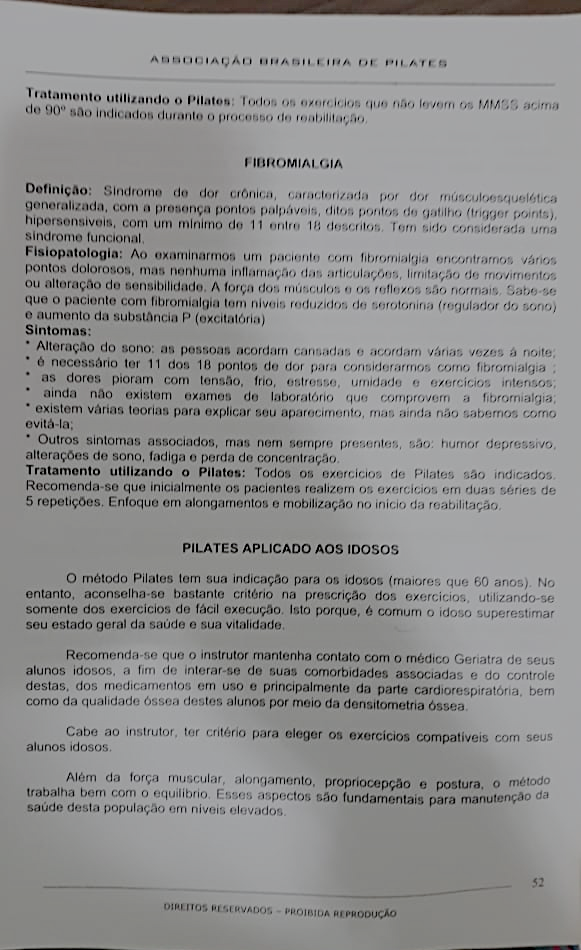 ASSOCIAÇÃO BRASILEIRA DE PILATES
Tratamento utilizando o Pilates: Todos os exercícios que não levem os MMSS acima
de 90º são indicados durante o processo de reabilitação.
FIBROMIALGIA
Definição: Síndrome de dor crônica, caracterizada por dor músculoesquelética
generalizada, com a presença pontos palpáveis, ditos pontos de gatilho (trigger points),
hipersensíveis, com um mínimo de 11 entre 18 descritos. Tem sido considerada uma
síndrome funcional.
Fisiopatologia: Ao examinarmos um paciente com fibromialgia encontramos vários
pontos dolorosos, mas nenhuma inflamação das articulações, limitação de movimentos
ou alteração de sensibilidade. A força dos músculos e os reflexos são normais. Sabe-se
que o paciente com fibromialgia tem níveis reduzidos de serotonina (regulador do sono)
e aumento da substância P (excitatória)
Sintomas:
* Alteração do sono: as pessoas acordam cansadas e acordam várias vezes á noite;
* é necessário ter 11 dos 18 pontos de dor para considerarmos como fibromialgia ;
* as dores pioram com tensão, frio, estresse, umidade e exercícios intensos;
* ainda não existem exames de laboratório que comprovem a fibromialgia;
* existem várias teorias para explicar seu aparecimento, mas ainda não sabemos como
evitá-la;
* Outros sintomas associados, mas nem sempre presentes, são: humor depressivo,
alterações de sono, fadiga e perda de concentração.
Tratamento utilizando o Pilates: Todos os exercícios de Pilates são indicados.
Recomenda-se que inicialmente os pacientes realizem os exercícios em duas séries de
5 repetições. Enfoque em alongamentos e mobilização no início da reabilitação.
PILATES APLICADO AOS IDOSOS
O método Pilates tem sua indicação para os idosos (maiores que 60 anos). No
entanto, aconselha-se bastante critério na prescrição dos exercícios, utilizando-se
somente dos exercícios de fácil execução. Isto porque, é comum o idoso superestimar
seu estado geral da saúde e sua vitalidade.
Recomenda-se que o instrutor mantenha contato com o médico Geriatra de seus
alunos idosos, a fim de interar-se de suas comorbidades associadas e do controle
destas, dos medicamentos em uso e principalmente da parte cardiorespiratória, bem
como da qualidade óssea destes alunos por meio da densitometria óssea.
Cabe ao instrutor, ter critério para eleger os exercícios compatíveis com seus
alunos idosos.
Além da força muscular, alongamento, propriocepção e postura, o método
trabalha bem com o equilíbrio. Esses aspectos são fundamentais para manutenção da
saúde desta população em níveis elevados.
52
DIREITOS RESERVADOS – PROIBIDA REPRODUÇÃO